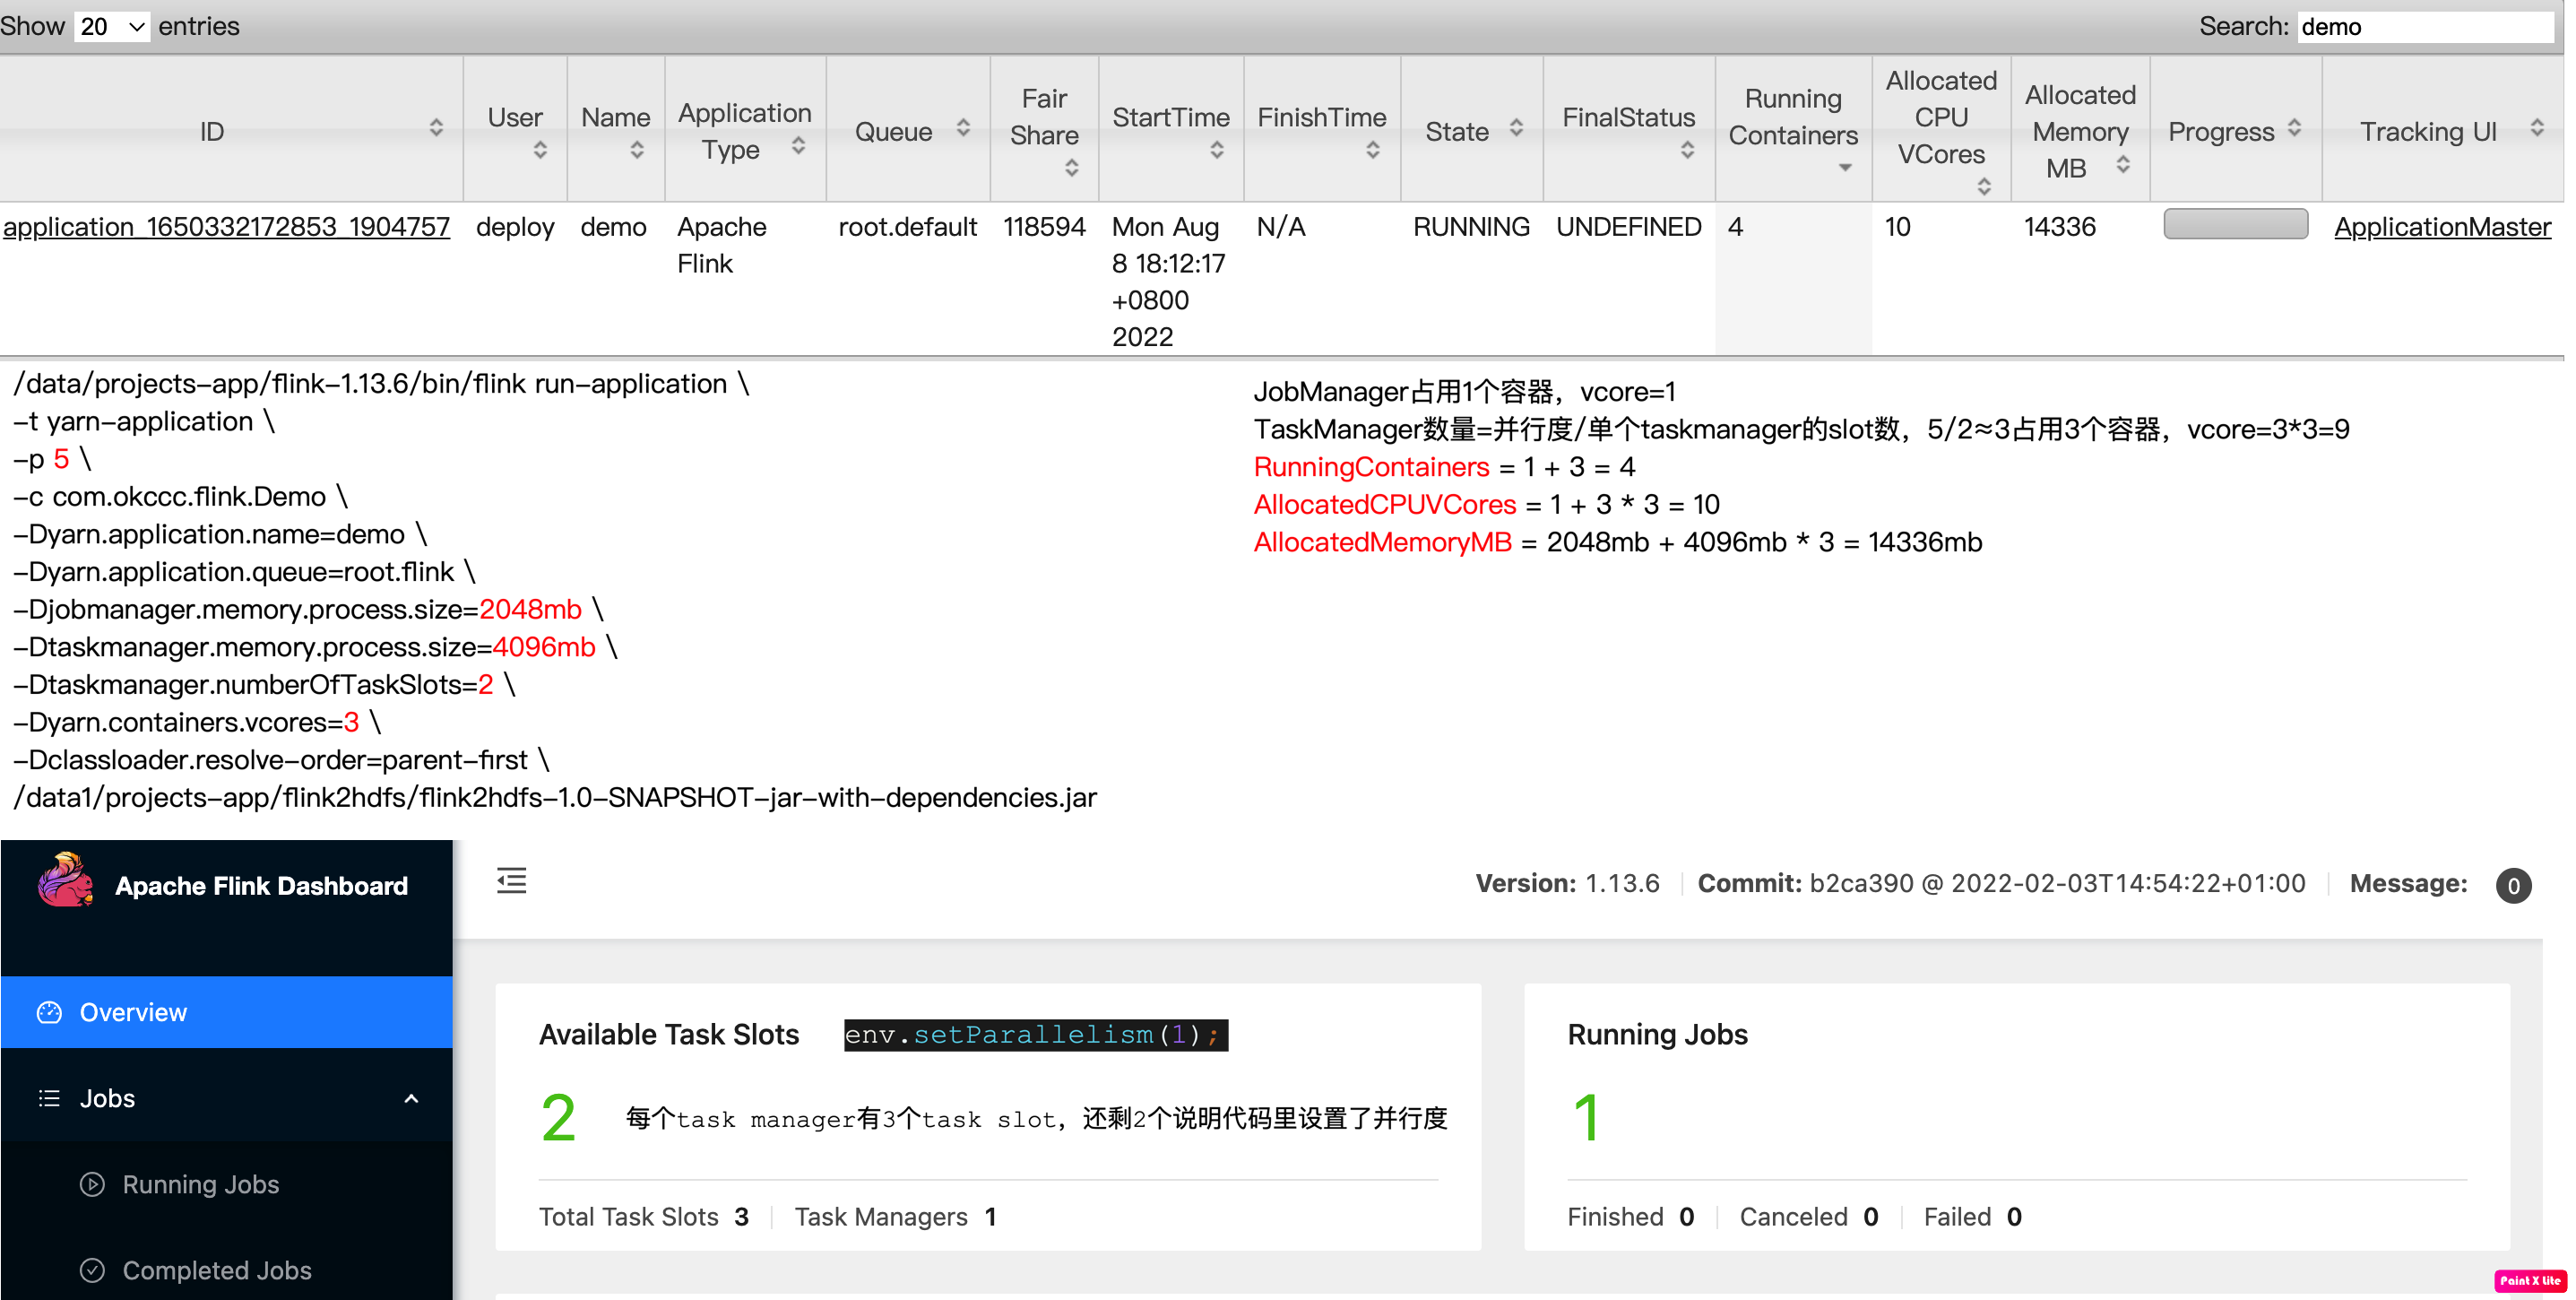 Show 20 entries Search: demo
ID User Name Application Type Queue Fair Share StartTime FinishTime State FinalStatus Running Containers Allocated CPU VCores Allocated Memory MB Progress Tracking UI
application_1650332172853_1904757 deploy demo Apache Flink root.default 118594 Mon Aug 8 18:12:17 +0800 2022 N/A RUNNING UNDEFINED 4 10 14336 ApplicationMaster
/data/projects-app/flink-1.13.6/bin/flink run-application \
-t yarn-application \
-p 5 \
-c com.okccc.flink.Demo \
-Dyarn.application.name=demo \
-Dyarn.application.queue=root.flink \
-Djobmanager.memory.process.size=2048mb \
-Dtaskmanager.memory.process.size=4096mb \
-Dtaskmanager.numberOfTaskSlots=2 \
-Dyarn.containers.vcores=3 \
-Dclassloader.resolve-order=parent-first \
/data1/projects-app/flink2hdfs/flink2hdfs-1.0-SNAPSHOT-jar-with-dependencies.jar
JobManager占用1个容器，vcore=1
TaskManager数量=并行度/单个taskmanager的slot数，5/2≈3占用3个容器，vcore=3*3=9
RunningContainers = 1 + 3 = 4
AllocatedCPUVCores = 1 + 3 * 3 = 10
AllocatedMemoryMB = 2048mb + 4096mb * 3 = 14336mb
Apache Flink Dashboard
Version: 1.13.6 Commit: b2ca390 @ 2022-02-03T14:54:22+01:00 Message: 0
Overview
Jobs
Running Jobs
Completed Jobs
Available Task Slots env.setParallelism(1);
2 每个task manager有3个task slot，还剩2个说明代码里设置了并行度
Total Task Slots 3 Task Managers 1
Running Jobs
1
Finished 0 Canceled 0 Failed 0
Paint X Lite